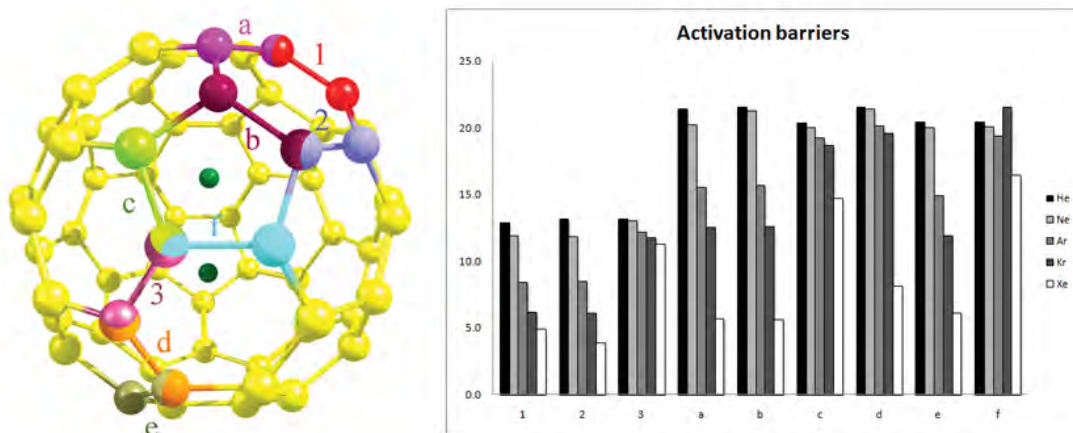 a
1
2
b
c
f
3
d
e
Activation barriers
25.0
20.0
15.0
10.0
5.0
0.0
1 2 3 a b c d e f
He
Ne
Ar
Kr
Xe